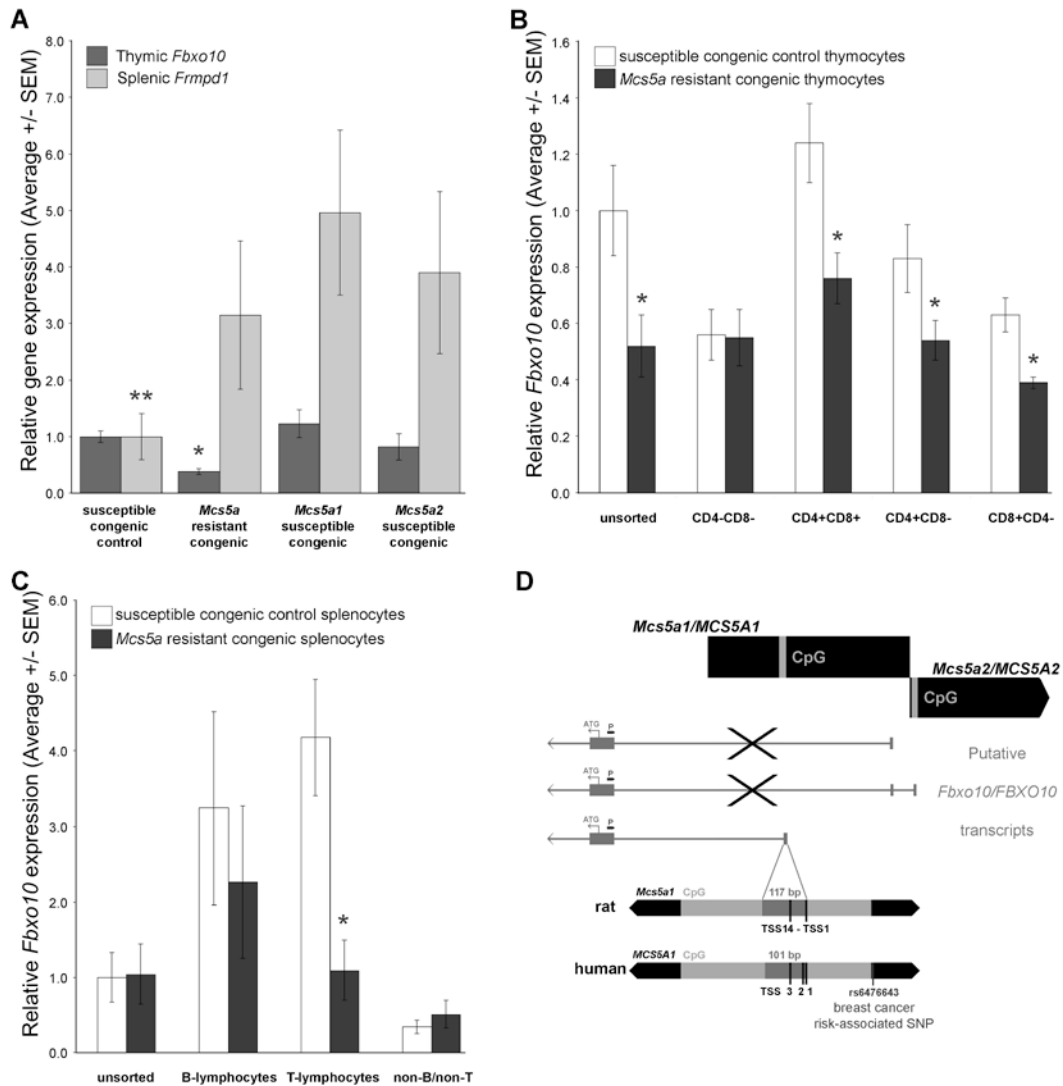 A
Relative gene expression (Average +/- SEM)
8.0
7.0
6.0
5.0
4.0
3.0
2.0
1.0
0.0
Thymic Fbxo10
Splenic Frmpd1
**
*
susceptible
congenic
control
Mcs5a
resistant
congenic
Mcs5a1
susceptible
congenic
Mcs5a2
susceptible
congenic
B
Relative Fbxo10 expression (Average +/- SEM)
1.6
1.4
1.2
1.0
0.8
0.6
0.4
0.2
0.0
susceptible congenic control thymocytes
Mcs5a resistant congenic thymocytes
*
*
*
*
unsorted
CD4-CD8-
CD4+CD8+
CD4+CD8-
CD8+CD4-
C
Relative Fbxo10 expression (Average +/- SEM)
6.0
5.0
4.0
3.0
2.0
1.0
0.0
susceptible congenic control splenocytes
Mcs5a resistant congenic splenocytes
*
unsorted
B-lymphocytes
T-lymphocytes
non-B/non-T
D
Mcs5a1/MCS5A1
CpG
Mcs5a2/MCS5A2
CpG
ATG
P
Putative
ATG
P
Fbxo10/FBXO10
ATG
P
transcripts
Mcs5a1
CpG
117 bp
rat
TSS14 - TSS1
MCS5A1
CpG
101 bp
human
TSS 3 2 1
rs6476643
breast cancer
risk-associated SNP